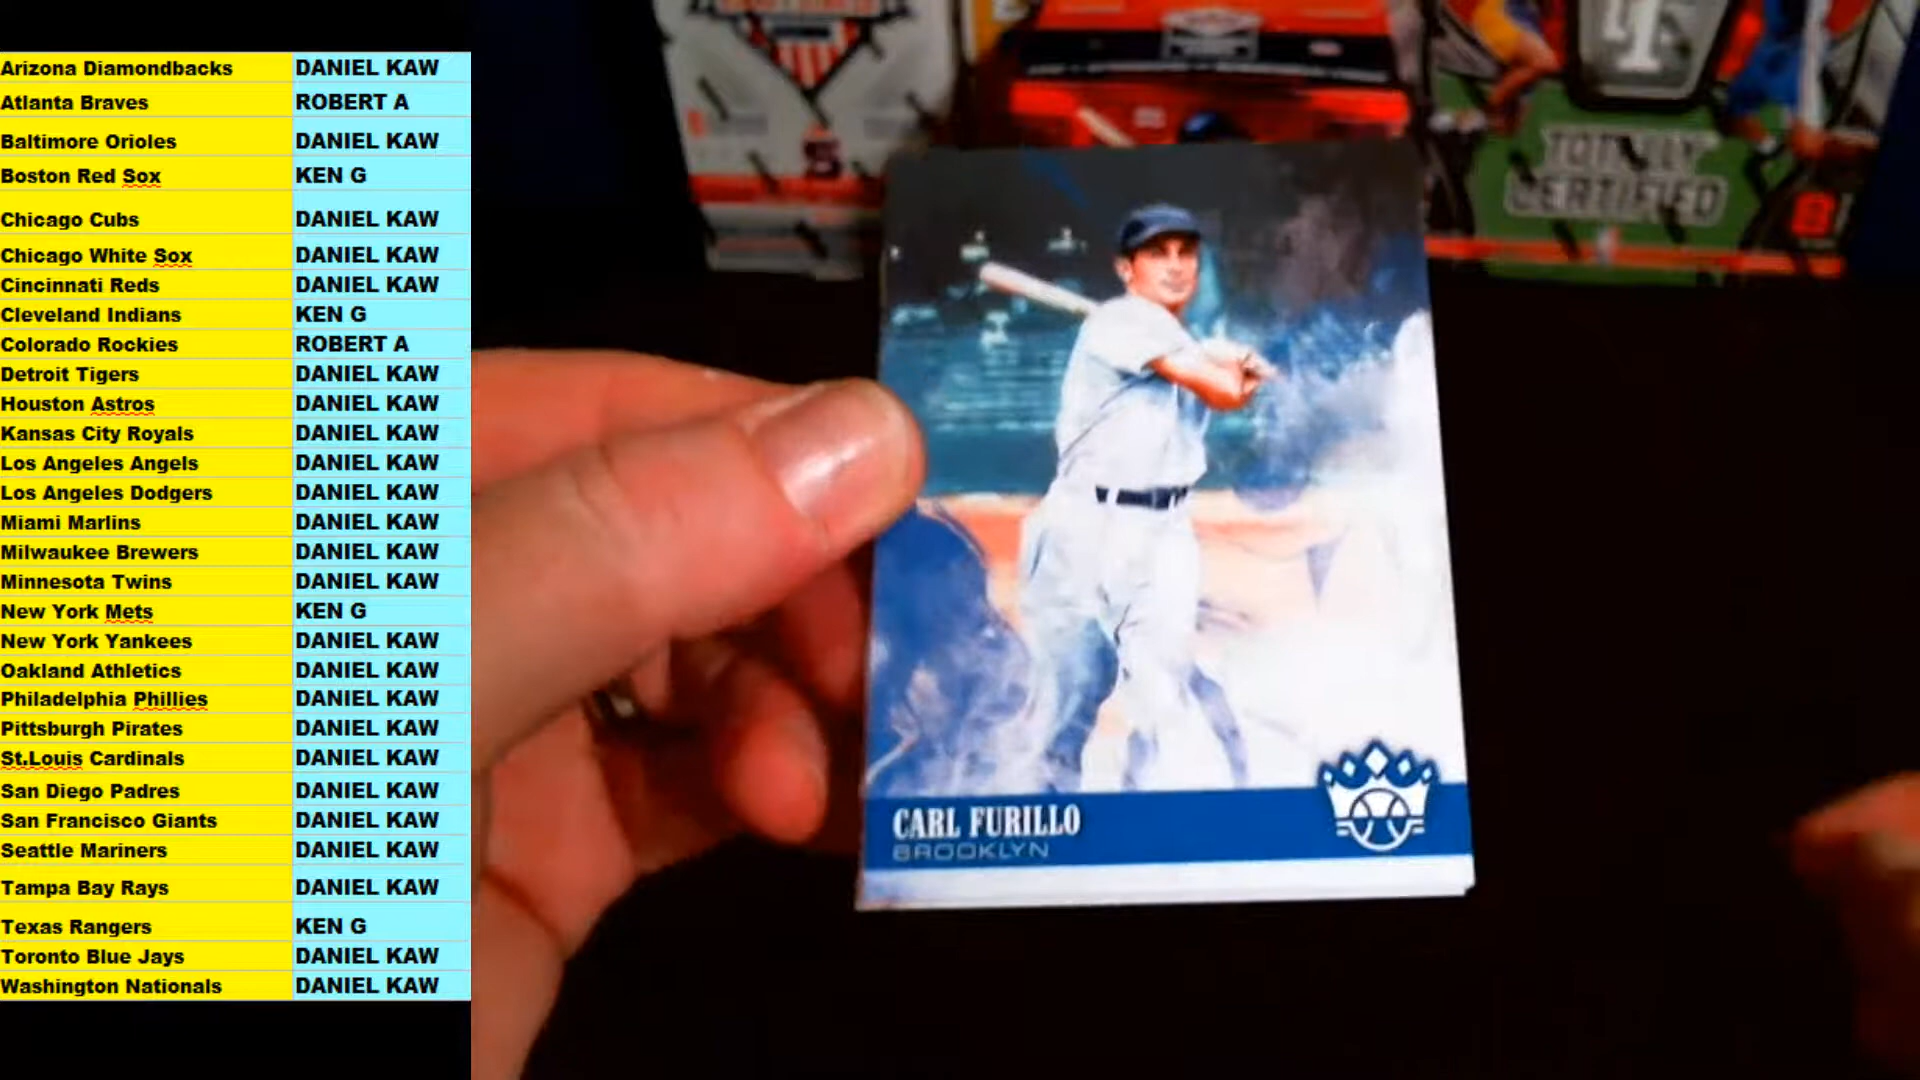 Arizona Diamondbacks DANIEL KAW
Atlanta Braves ROBERT A
Baltimore Orioles DANIEL KAW
Boston Red Sox KEN G
Chicago Cubs DANIEL KAW
Chicago White Sox DANIEL KAW
Cincinnati Reds DANIEL KAW
Cleveland Indians KEN G
Colorado Rockies ROBERT A
Detroit Tigers DANIEL KAW
Houston Astros DANIEL KAW
Kansas City Royals DANIEL KAW
Los Angeles Angels DANIEL KAW
Los Angeles Dodgers DANIEL KAW
Miami Marlins DANIEL KAW
Milwaukee Brewers DANIEL KAW
Minnesota Twins DANIEL KAW
New York Mets KEN G
New York Yankees DANIEL KAW
Oakland Athletics DANIEL KAW
Philadelphia Phillies DANIEL KAW
Pittsburgh Pirates DANIEL KAW
St.Louis Cardinals DANIEL KAW
San Diego Padres DANIEL KAW
San Francisco Giants DANIEL KAW
Seattle Mariners DANIEL KAW
Tampa Bay Rays DANIEL KAW
Texas Rangers KEN G
Toronto Blue Jays DANIEL KAW
Washington Nationals DANIEL KAW
TOTALLY
CERTIFIED
CARL FURILLO
BROOKLYN